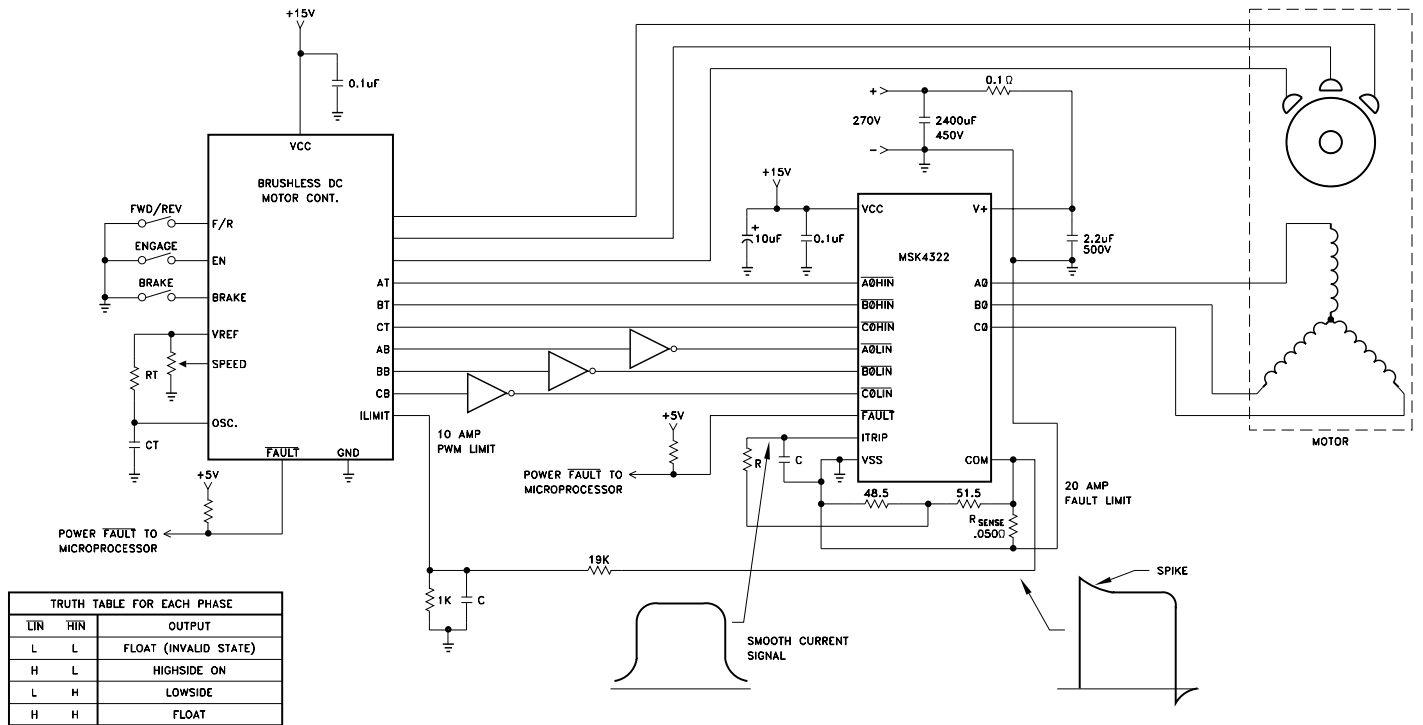 +15V
0.1uF
VCC
BRUSHLESS DC
MOTOR CONT.
FWD/REV
F/R
ENGAGE
EN
BRAKE
BRAKE
VREF
SPEED
RT
OSC.
CT
FAULT
GND
+5V
POWER FAULT TO
MICROPROCESSOR
AT
BT
CT
AB
BB
CB
ILIMIT
10 AMP
PWM LIMIT
+5V
POWER FAULT TO
MICROPROCESSOR
0.1Ω
+
270V
2400uF
450V
-
+15V
+
10uF
0.1uF
VCC
V+
MSK4322
2.2uF
500V
AØHIN
BØHIN
CØHIN
AØLIN
BØLIN
CØLIN
FAULT
ITRIP
VSS
AØ
BØ
CØ
COM
R
C
48.5
51.5
RSENSE
.050Ω
20 AMP
FAULT LIMIT
MOTOR
19K
1K
C
SMOOTH CURRENT
SIGNAL
SPIKE
TRUTH TABLE FOR EACH PHASE
LIN HIN OUTPUT
L L FLOAT (INVALID STATE)
H L HIGHSIDE ON
L H LOWSIDE
H H FLOAT